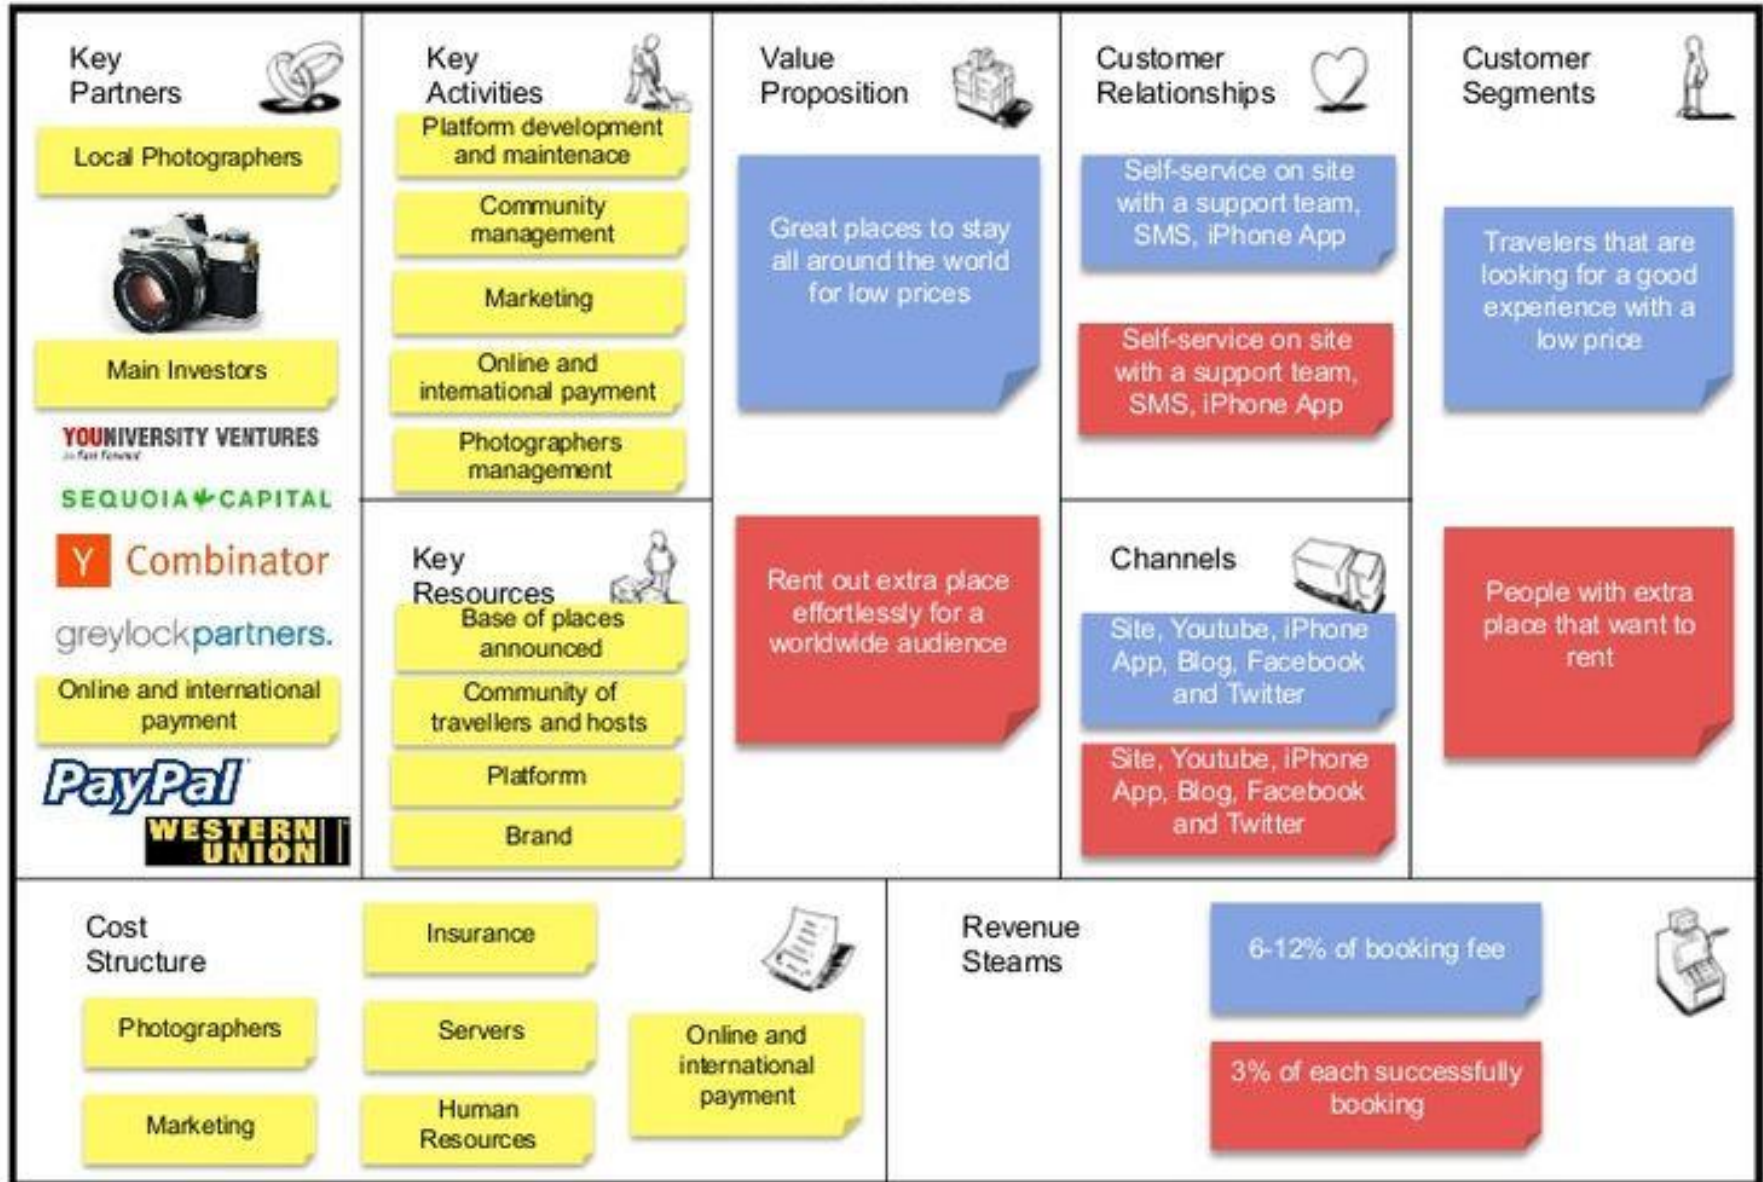 Key
Partners
Local Photographers
Main Investors
YOUNIVERSITY VENTURES
SEQUOIA CAPITAL
Y Combinator
greylockpartners.
Online and international
payment
PayPal
WESTERN
UNION
Key
Activities
Platform development
and maintenace
Community
management
Marketing
Online and
international payment
Photographers
management
Key
Resources
Base of places
announced
Community of
travellers and hosts
Platform
Brand
Value
Proposition
Great places to stay
all around the world
for low prices
Rent out extra place
effortlessly for a
worldwide audience
Customer
Relationships
Self-service on site
with a support team,
SMS, iPhone App
Self-service on site
with a support team,
SMS, iPhone App
Channels
Site, Youtube, iPhone
App, Blog, Facebook
and Twitter
Site, Youtube, iPhone
App, Blog, Facebook
and Twitter
Customer
Segments
Travelers that are
looking for a good
experience with a
low price
People with extra
place that want to
rent
Cost
Structure
Photographers
Marketing
Insurance
Servers
Human
Resources
Online and
international
payment
Revenue
Steams
6-12% of booking fee
3% of each successfully
booking